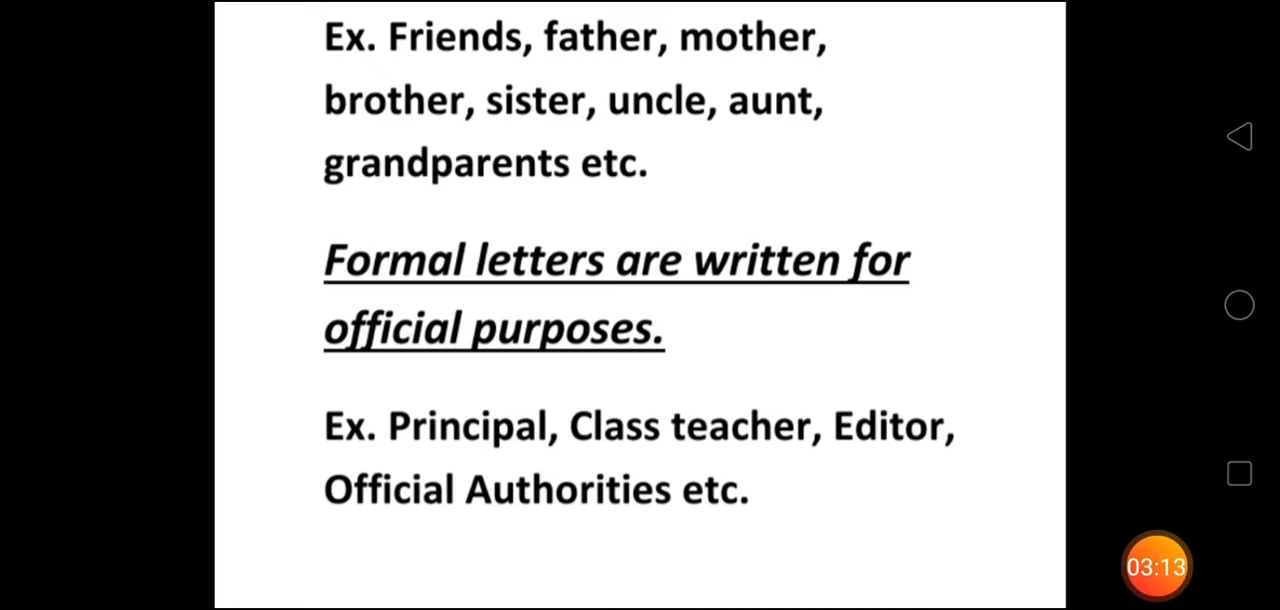 Ex. Friends, father, mother,
brother, sister, uncle, aunt,
grandparents etc.
Formal letters are written for
official purposes.
Ex. Principal, Class teacher, Editor,
Official Authorities etc.
03:13